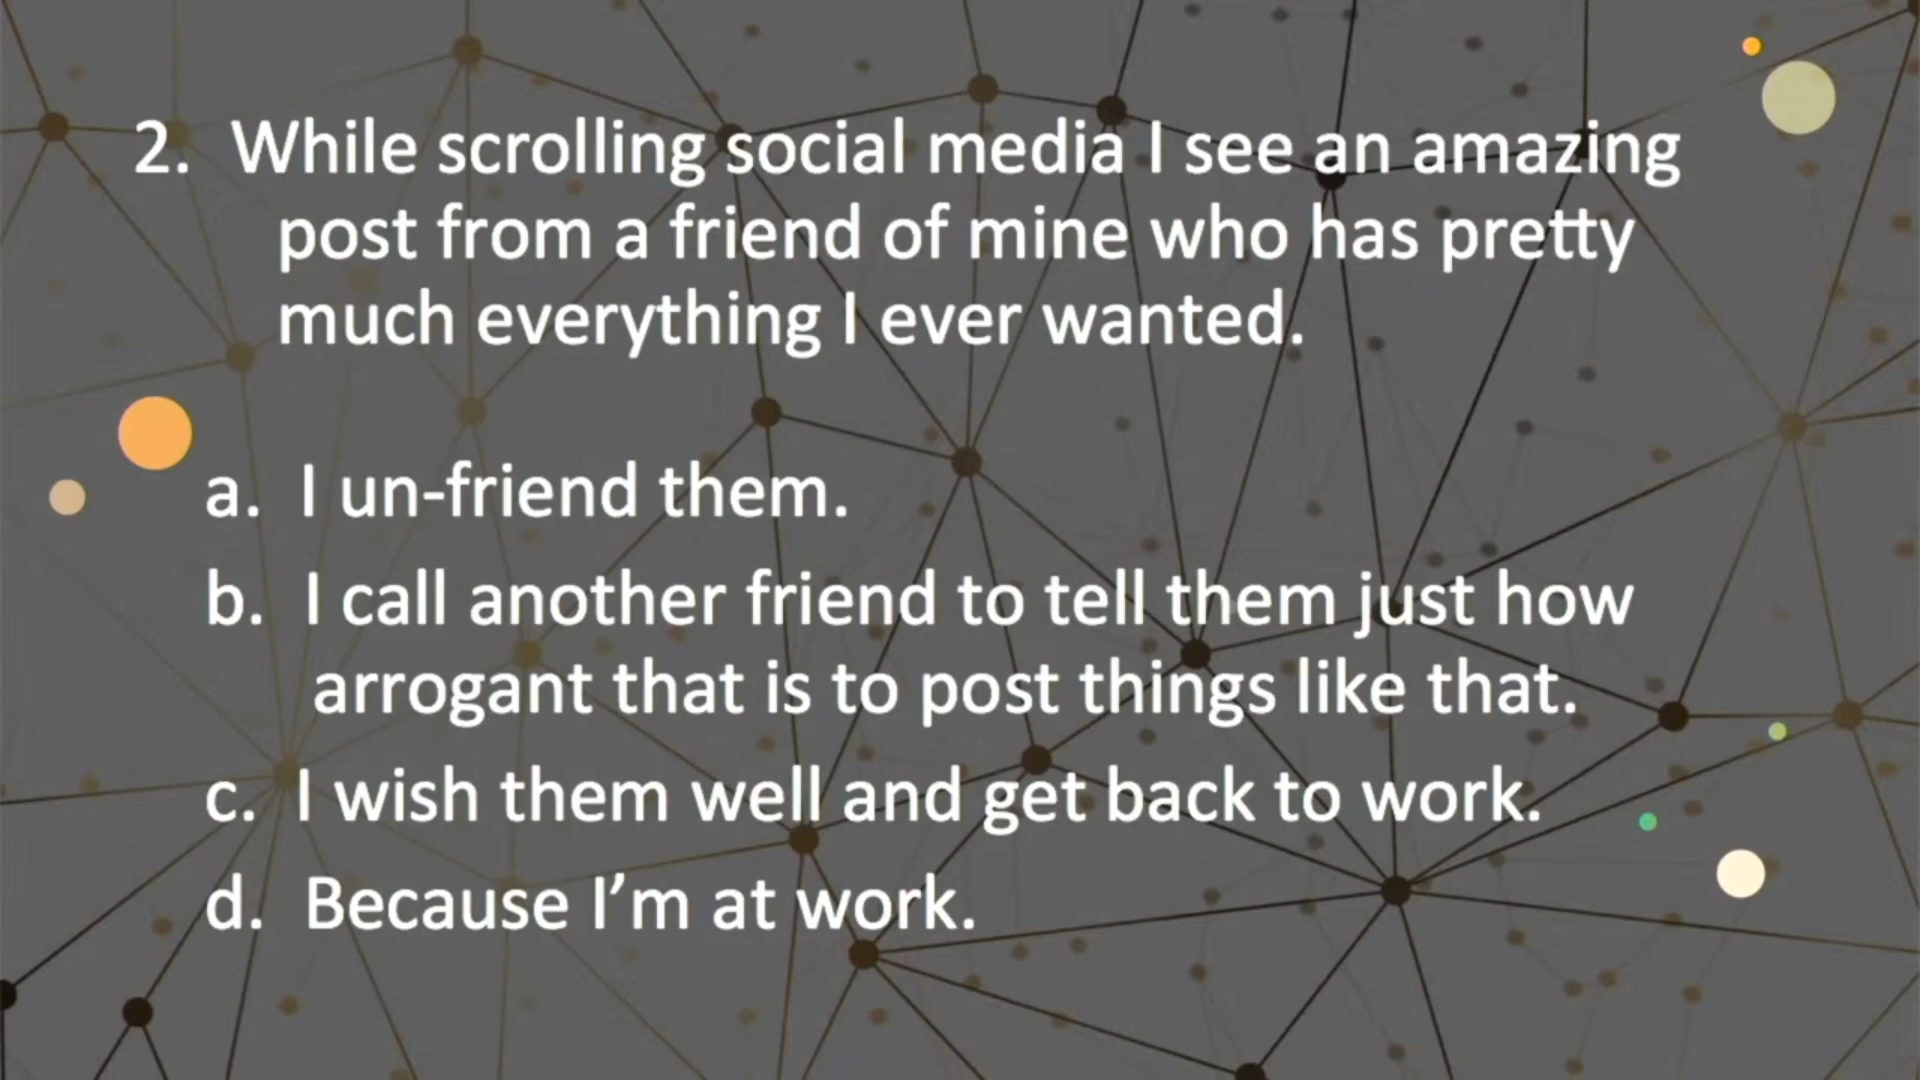 2. While scrolling social media I see an amazing
post from a friend of mine who has pretty
much everything I ever wanted.
a. I un-friend them.
b. I call another friend to tell them just how
arrogant that is to post things like that.
c. I wish them well and get back to work.
d. Because I’m at work.